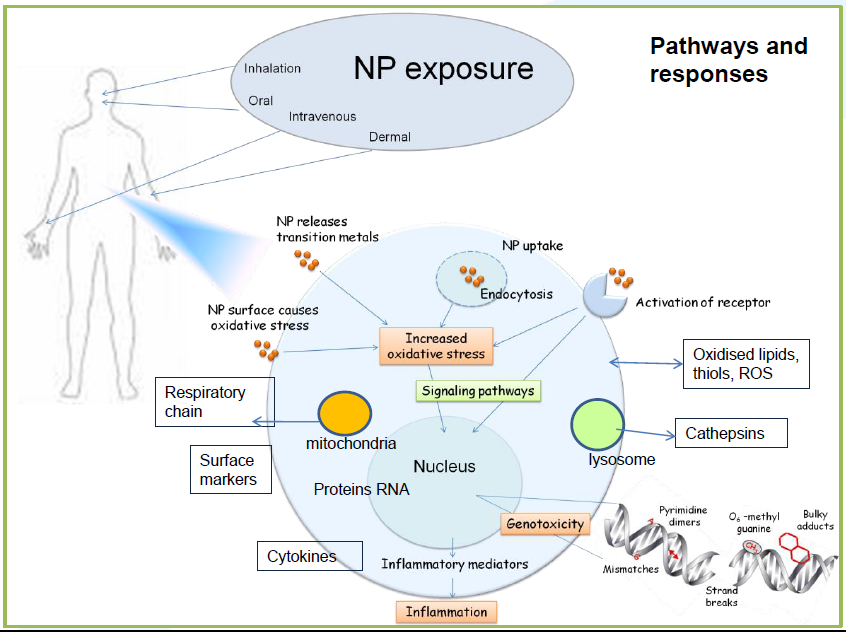 Pathways and
responses
NP exposure
Inhalation
Oral
Intravenous
Dermal
NP releases
transition metals
NP uptake
Endocytosis
Activation of receptor
NP surface causes
oxidative stress
Increased
oxidative stress
Oxidised lipids,
thiols, ROS
Signaling pathways
Respiratory
chain
mitochondria
Cathepsins
lysosome
Surface
markers
Nucleus
Proteins RNA
Genotoxicity
Pyrimidine
dimers
O₆ -methyl
guanine
Bulky
adducts
CH₃
Mismatches
Strand
breaks
Cytokines
Inflammatory mediators
Inflammation